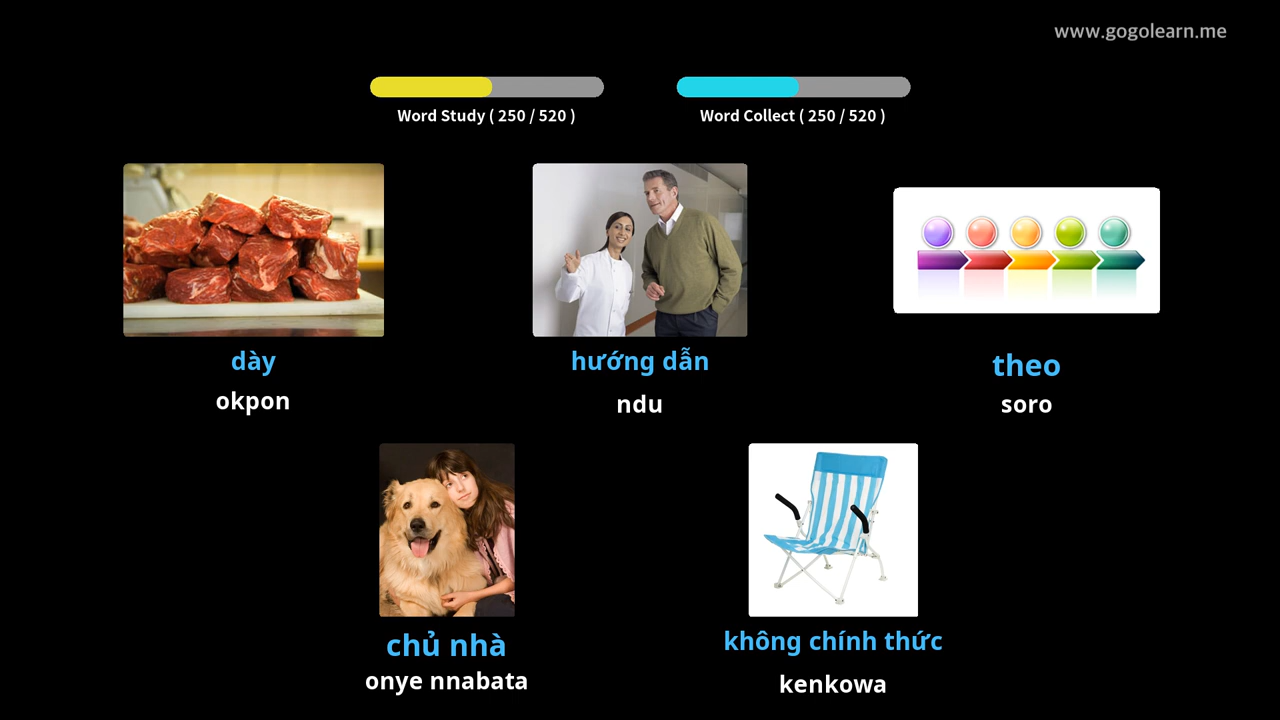 www.gogolearn.me
Word Study ( 250 / 520 )
Word Collect ( 250 / 520 )
dày
okpon
hướng dẫn
ndu
theo
soro
chủ nhà
onye nnabata
không chính thức
kenkowa